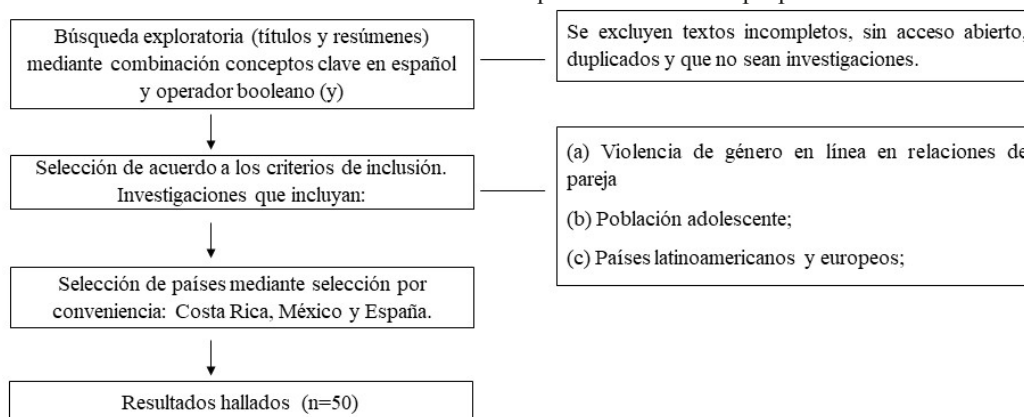 Búsqueda exploratoria (títulos y resúmenes)
mediante combinación conceptos clave en español
y operador booleano (y)
Se excluyen textos incompletos, sin acceso abierto,
duplicados y que no sean investigaciones.
Selección de acuerdo a los criterios de inclusión.
Investigaciones que incluyan:
(a) Violencia de género en línea en relaciones de
pareja
(b) Población adolescente;
(c) Países latinoamericanos y europeos;
Selección de países mediante selección por
conveniencia: Costa Rica, México y España.
Resultados hallados (n=50)